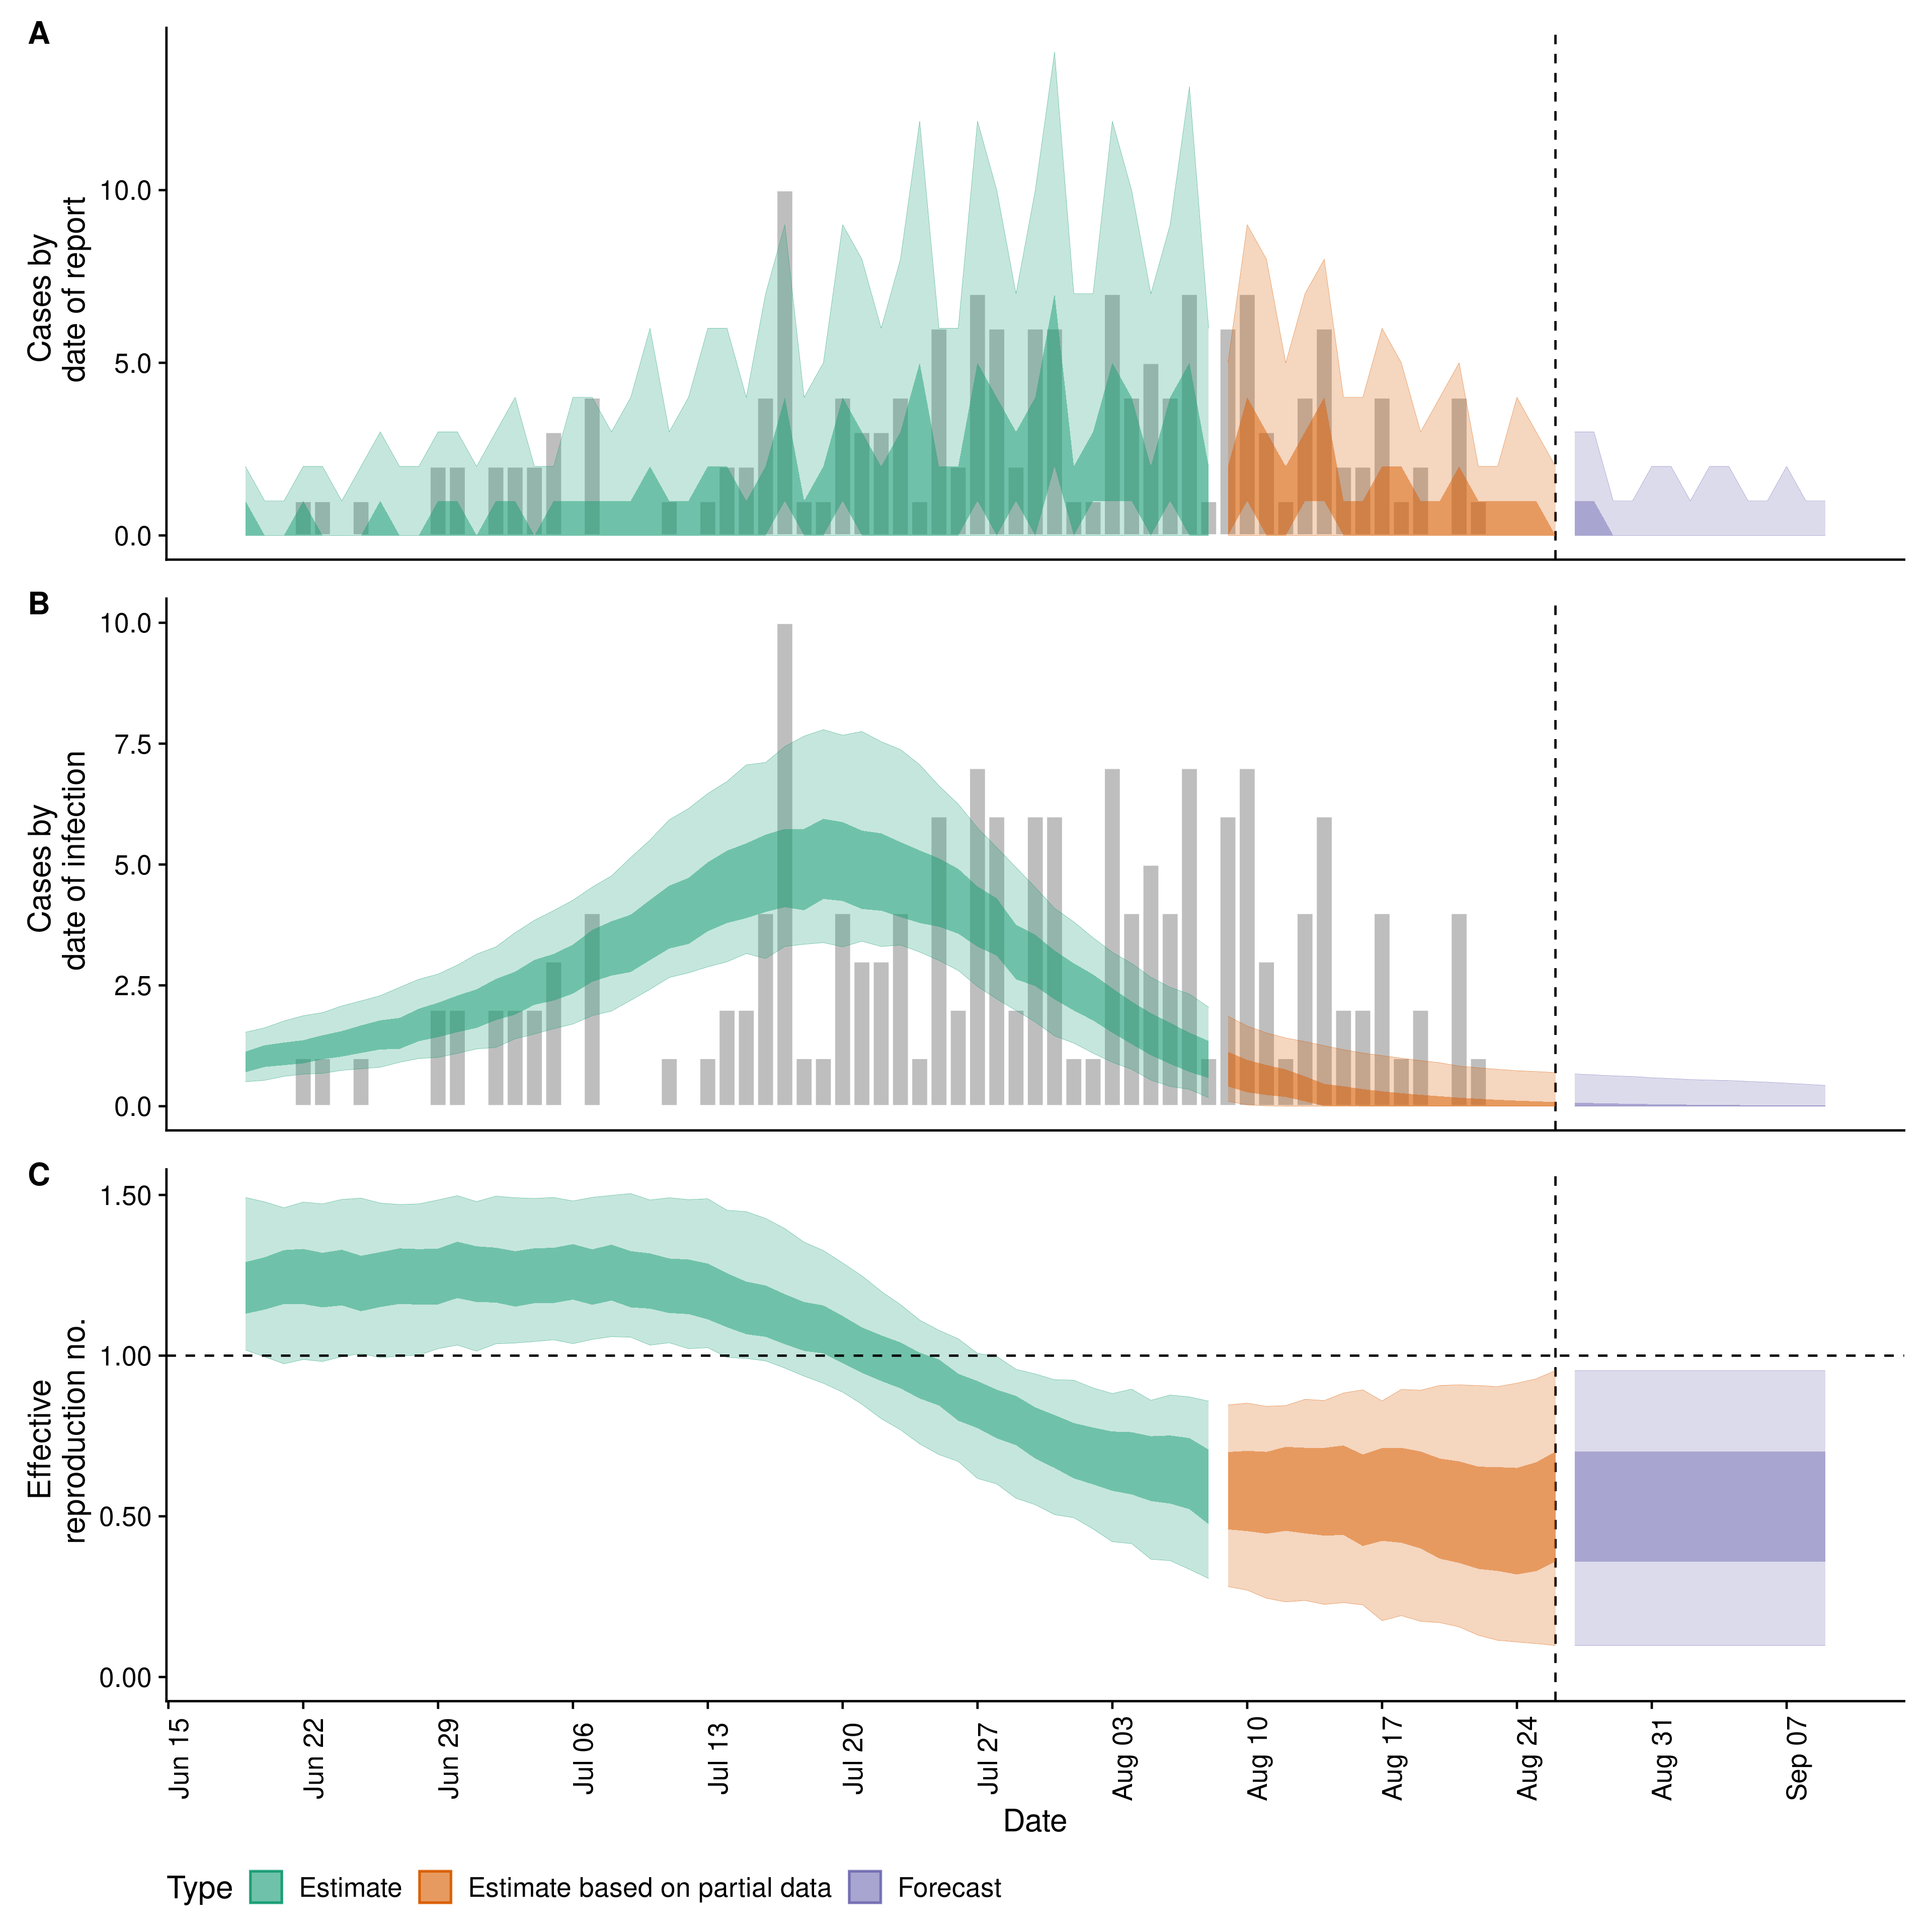 A
Cases by
date of report
10.0
5.0
0.0
B
Cases by
date of infection
10.0
7.5
5.0
2.5
0.0
C
Effective
reproduction no.
1.50
1.00
0.50
0.00
Jun 15
Jun 22
Jun 29
Jul 06
Jul 13
Jul 20
Jul 27
Aug 03
Aug 10
Aug 17
Aug 24
Aug 31
Sep 07
Date
Type Estimate Estimate based on partial data Forecast